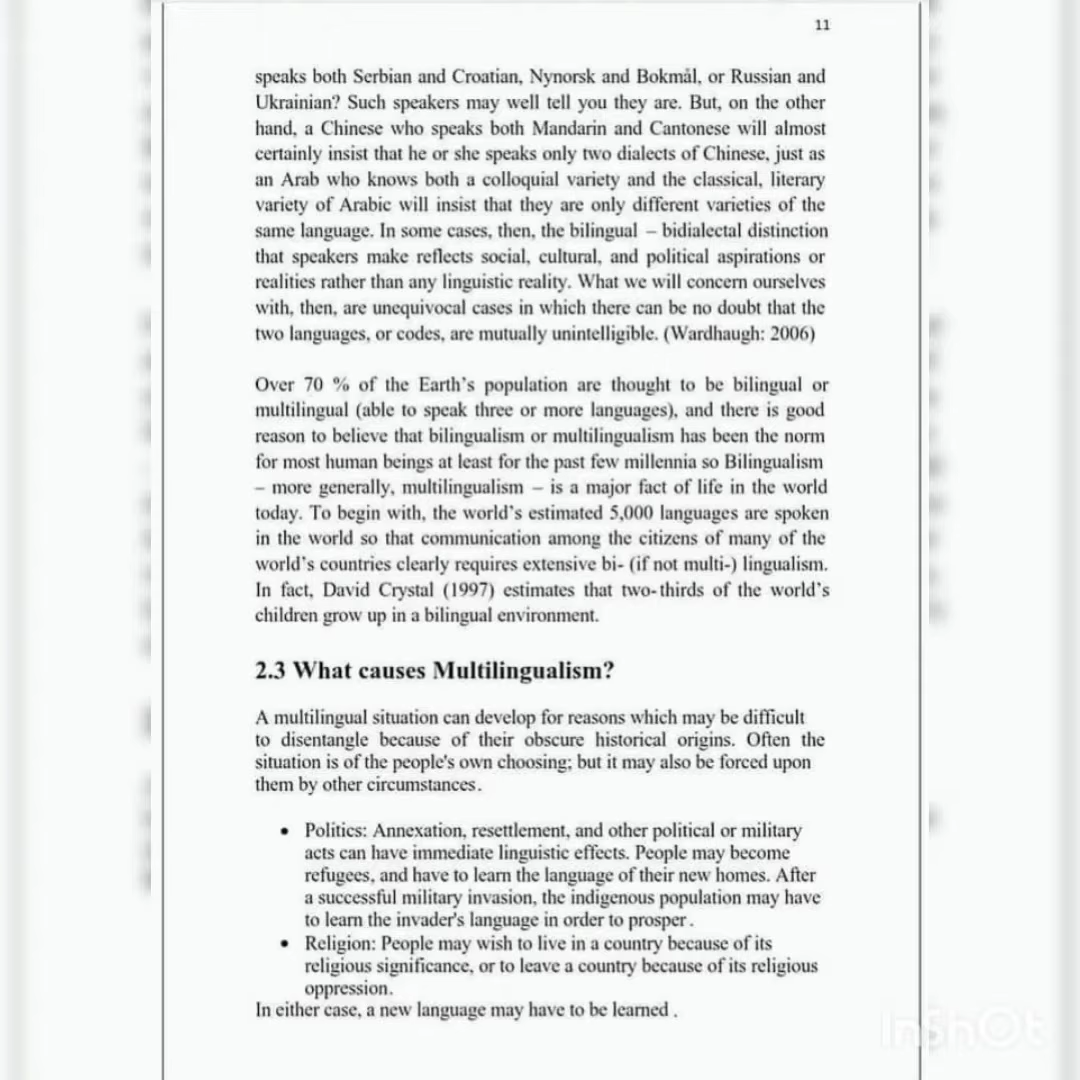 11
speaks both Serbian and Croatian, Nynorsk and Bokmål, or Russian and
Ukrainian? Such speakers may well tell you they are. But, on the other
hand, a Chinese who speaks both Mandarin and Cantonese will almost
certainly insist that he or she speaks only two dialects of Chinese, just as
an Arab who knows both a colloquial variety and the classical, literary
variety of Arabic will insist that they are only different varieties of the
same language. In some cases, then, the bilingual – bidialectal distinction
that speakers make reflects social, cultural, and political aspirations or
realities rather than any linguistic reality. What we will concern ourselves
with, then, are unequivocal cases in which there can be no doubt that the
two languages, or codes, are mutually unintelligible. (Wardhaugh: 2006)
Over 70 % of the Earth’s population are thought to be bilingual or
multilingual (able to speak three or more languages), and there is good
reason to believe that bilingualism or multilingualism has been the norm
for most human beings at least for the past few millennia so Bilingualism
– more generally, multilingualism – is a major fact of life in the world
today. To begin with, the world’s estimated 5,000 languages are spoken
in the world so that communication among the citizens of many of the
world’s countries clearly requires extensive bi- (if not multi-) lingualism.
In fact, David Crystal (1997) estimates that two-thirds of the world’s
children grow up in a bilingual environment.
2.3 What causes Multilingualism?
A multilingual situation can develop for reasons which may be difficult
to disentangle because of their obscure historical origins. Often the
situation is of the people's own choosing; but it may also be forced upon
them by other circumstances.
• Politics: Annexation, resettlement, and other political or military
acts can have immediate linguistic effects. People may become
refugees, and have to learn the language of their new homes. After
a successful military invasion, the indigenous population may have
to learn the invader's language in order to prosper.
• Religion: People may wish to live in a country because of its
religious significance, or to leave a country because of its religious
oppression.
In either case, a new language may have to be learned .
InShOt